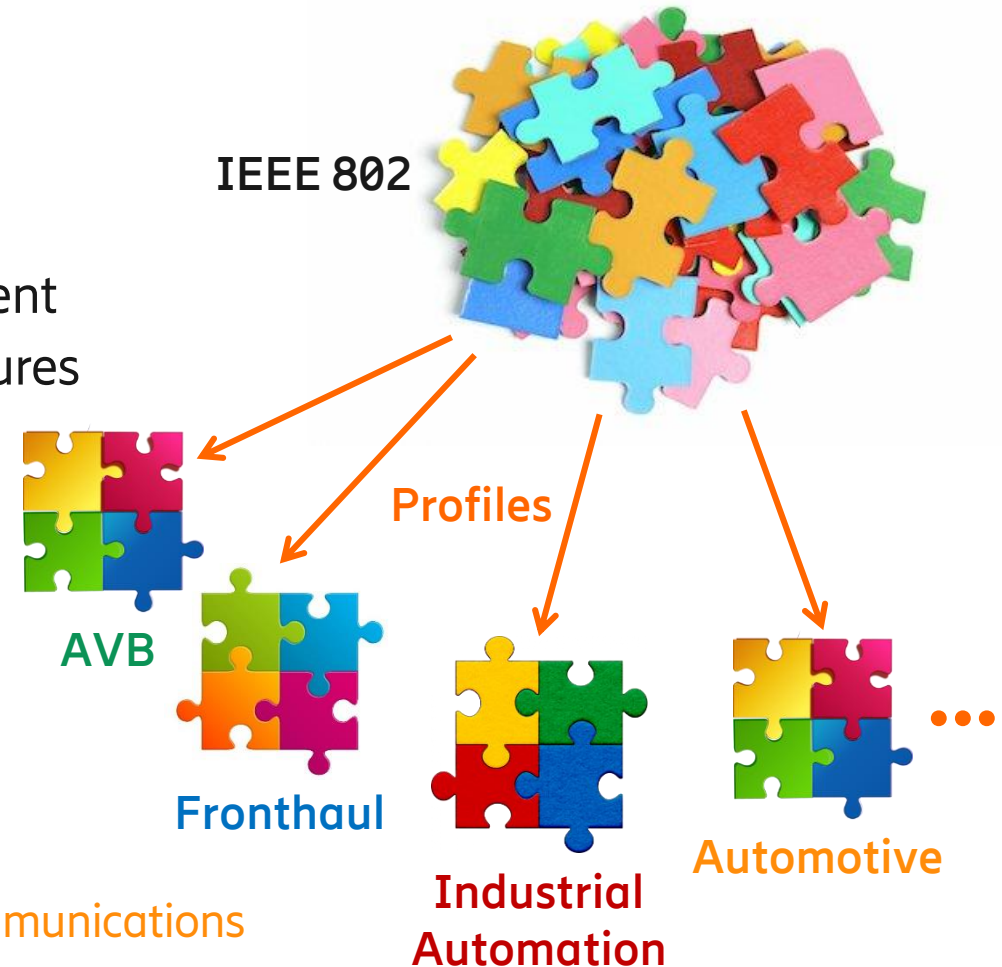 IEEE 802
ent
ures
Profiles
AVB
Fronthaul
Industrial
Automation
Automotive
munications